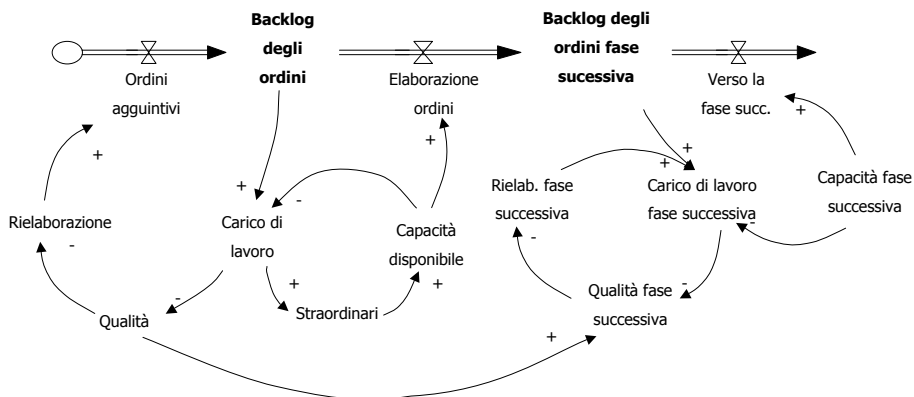 Backlog
degli
ordini
Backlog degli
ordini fase
sucessiva
Ordini
agguintivi
Elaborazione
ordini
Verso la
fase succ.
+
+
+
+
+
Rielaborazione
+
-
Carico di
lavoro
Capacità
disponibile
Rielab. fase
successiva
Carico di lavoro
fase successiva
Capacità fase
successiva
-
-
-
+
+
-
-
Straordinari
Qualità
Qualità fase
successiva
+